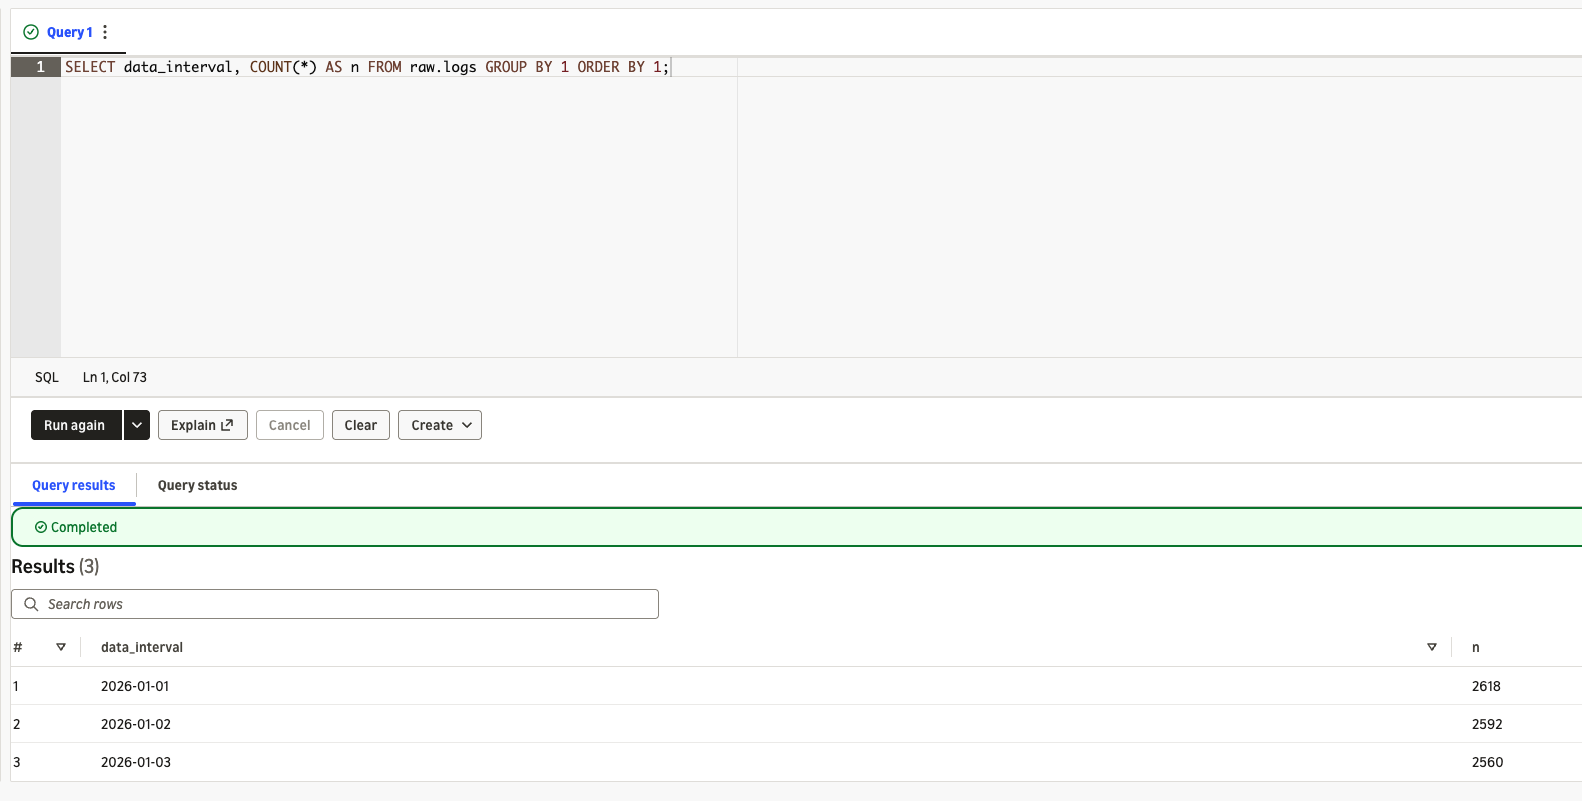 Query 1
1 SELECT data_interval, COUNT(*) AS n FROM raw.logs GROUP BY 1 ORDER BY 1;
SQL Ln 1, Col 73
Run again Explain Cancel Clear Create
Query results Query status
Completed
Results (3)
Search rows
# data_interval n
1 2026-01-01 2618
2 2026-01-02 2592
3 2026-01-03 2560